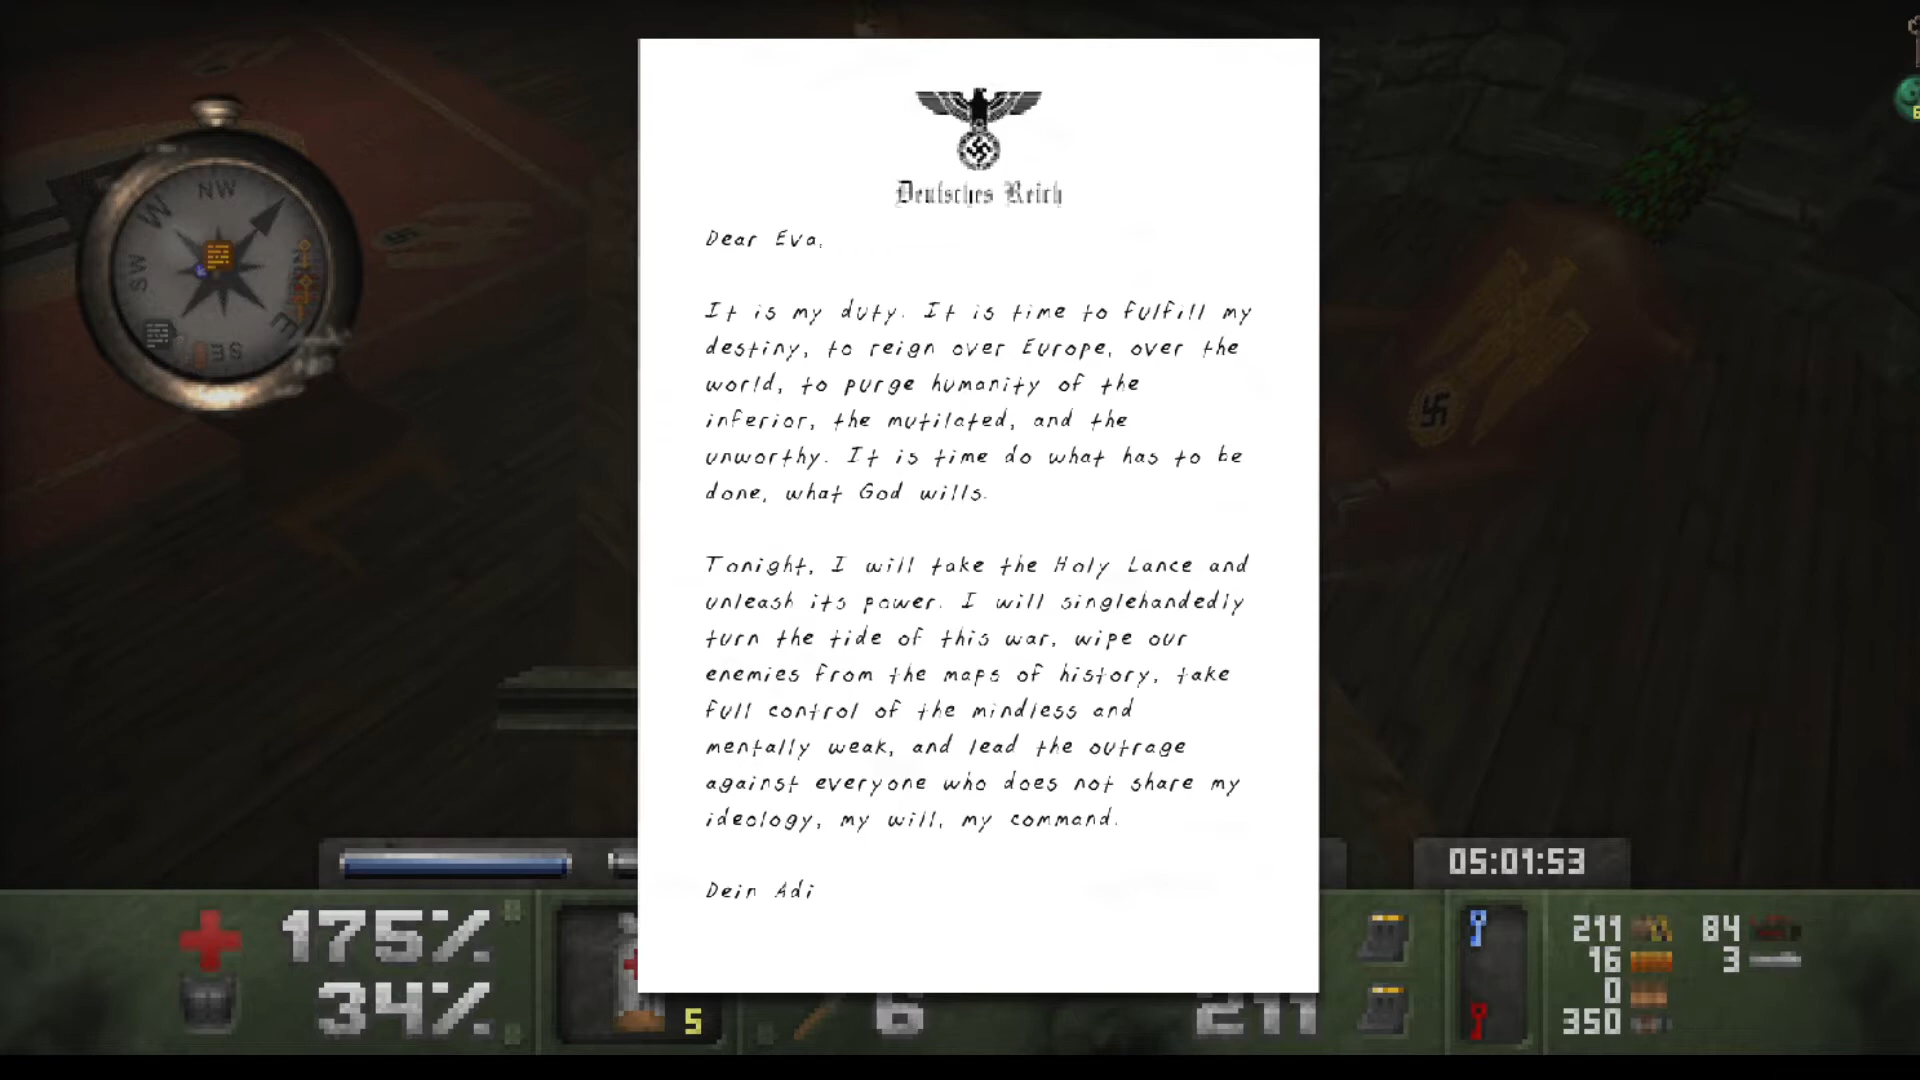 Deutsches Reich
Dear Eva,
It is my duty. It is time to fulfill my
destiny, to reign over Europe, over the
world, to purge humanity of the
inferior, the mutilated, and the
unworthy. It is time do what has to be
done, what God wills.
Tonight, I will take the Holy Lance and
unleash its power. I will singlehandedly
turn the tide of this war, wipe our
enemies from the maps of history, take
full control of the mindless and
mentally weak, and lead the outrage
against everyone who does not share my
ideology, my will, my command.
Dein Adi
NW
W
SW
SE
E
05:01:53
175%
34%
5
6
211
211
84
16
3
0
350